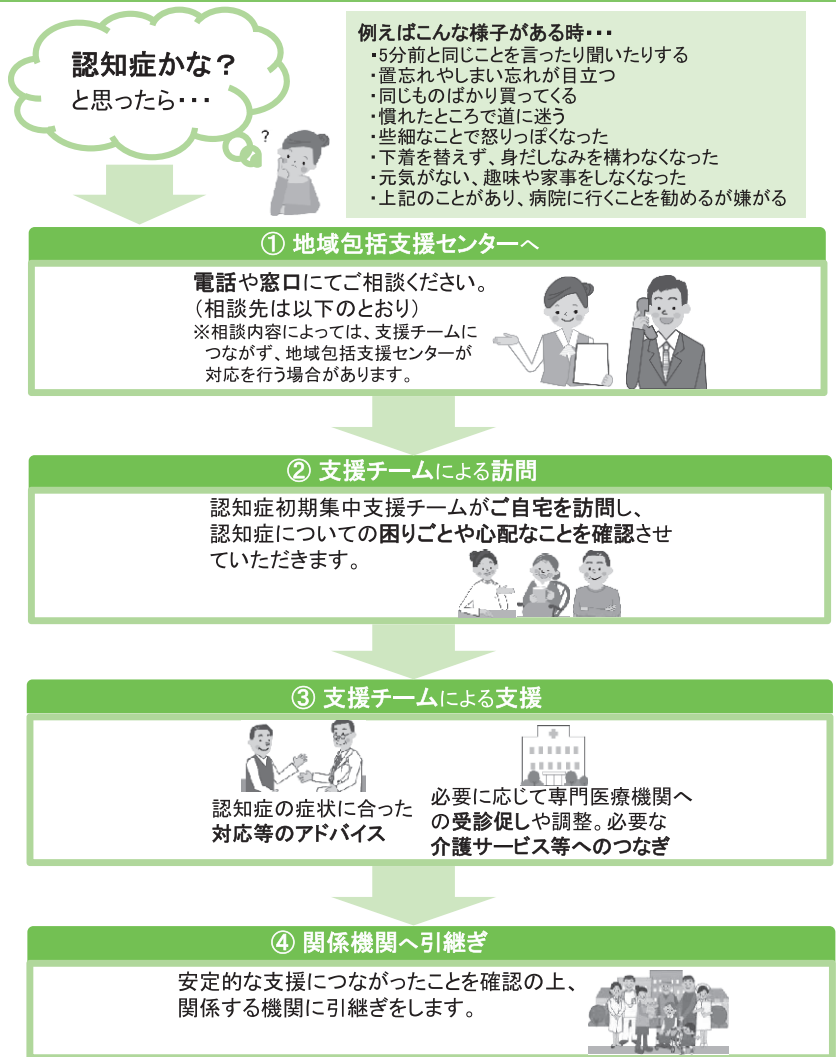 認知症かな？
と思ったら・・・
?
例えばこんな様子がある時・・・
・5分前と同じことを言ったり聞いたりする
・置忘れやしまい忘れが目立つ
・同じものばかり買ってくる
・慣れたところで道に迷う
・些細なことで怒りっぽくなった
・下着を替えず、身だしなみを構わなくなった
・元気がない、趣味や家事をしなくなった
・上記のことがあり、病院に行くことを勧めるが嫌がる
① 地域包括支援センターへ
電話や窓口にてご相談ください。
（相談先は以下のとおり）
※相談内容によっては、支援チームに
つながず、地域包括支援センターが
対応を行う場合があります。
② 支援チームによる訪問
認知症初期集中支援チームがご自宅を訪問し、
認知症についての困りごとや心配なことを確認させ
ていただきます。
③ 支援チームによる支援
認知症の症状に合った
対応等のアドバイス
必要に応じて専門医療機関へ
の受診促しや調整。必要な
介護サービス等へのつなぎ
④ 関係機関へ引継ぎ
安定的な支援につながったことを確認の上、
関係する機関に引継ぎをします。